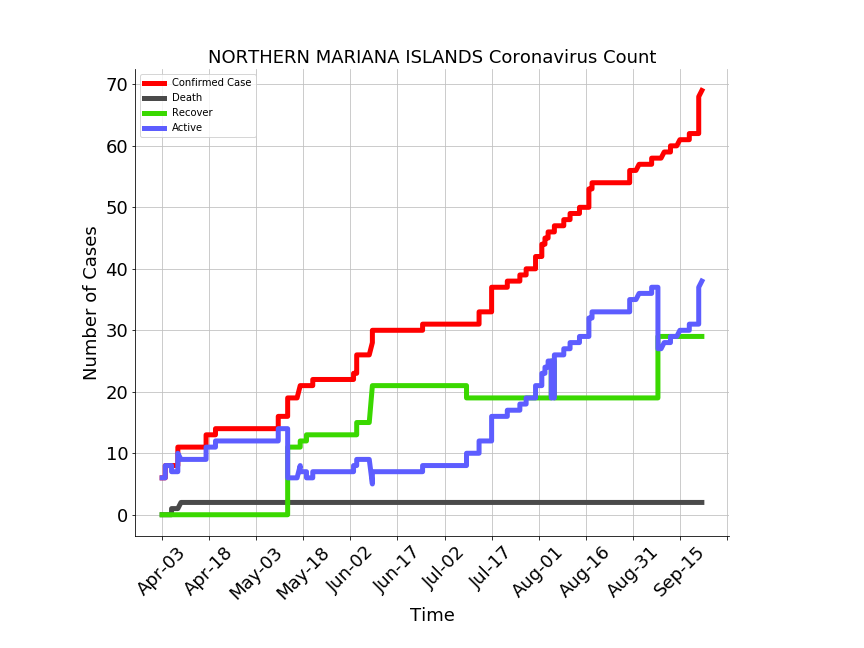 NORTHERN MARIANA ISLANDS Coronavirus Count
Confirmed Case
Death
Recover
Active
Number of Cases
70
60
50
40
30
20
10
0
Apr-03
Apr-18
May-03
May-18
Jun-02
Jun-17
Jul-02
Jul-17
Aug-01
Aug-16
Aug-31
Sep-15
Time